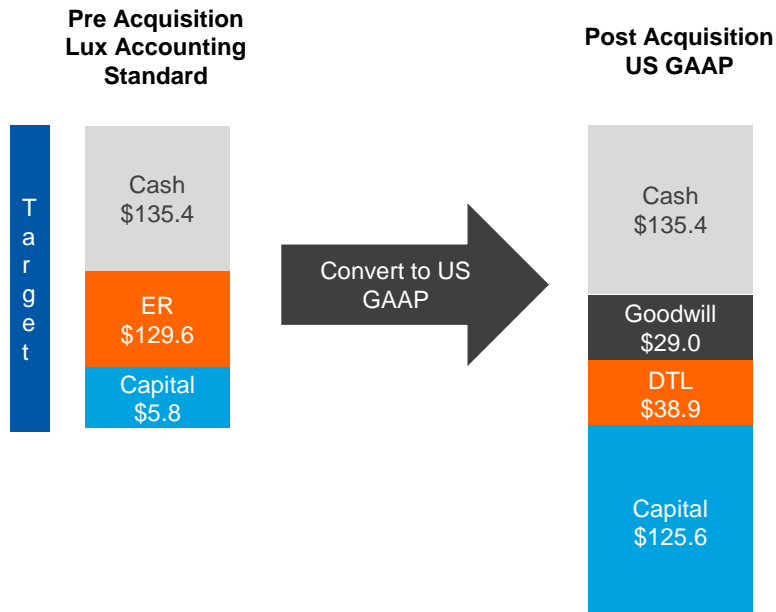 Pre Acquisition
Lux Accounting
Standard
Post Acquisition
US GAAP
Target
Cash
$135.4
ER
$129.6
Capital
$5.8
Convert to US
GAAP
Cash
$135.4
Goodwill
$29.0
DTL
$38.9
Capital
$125.6